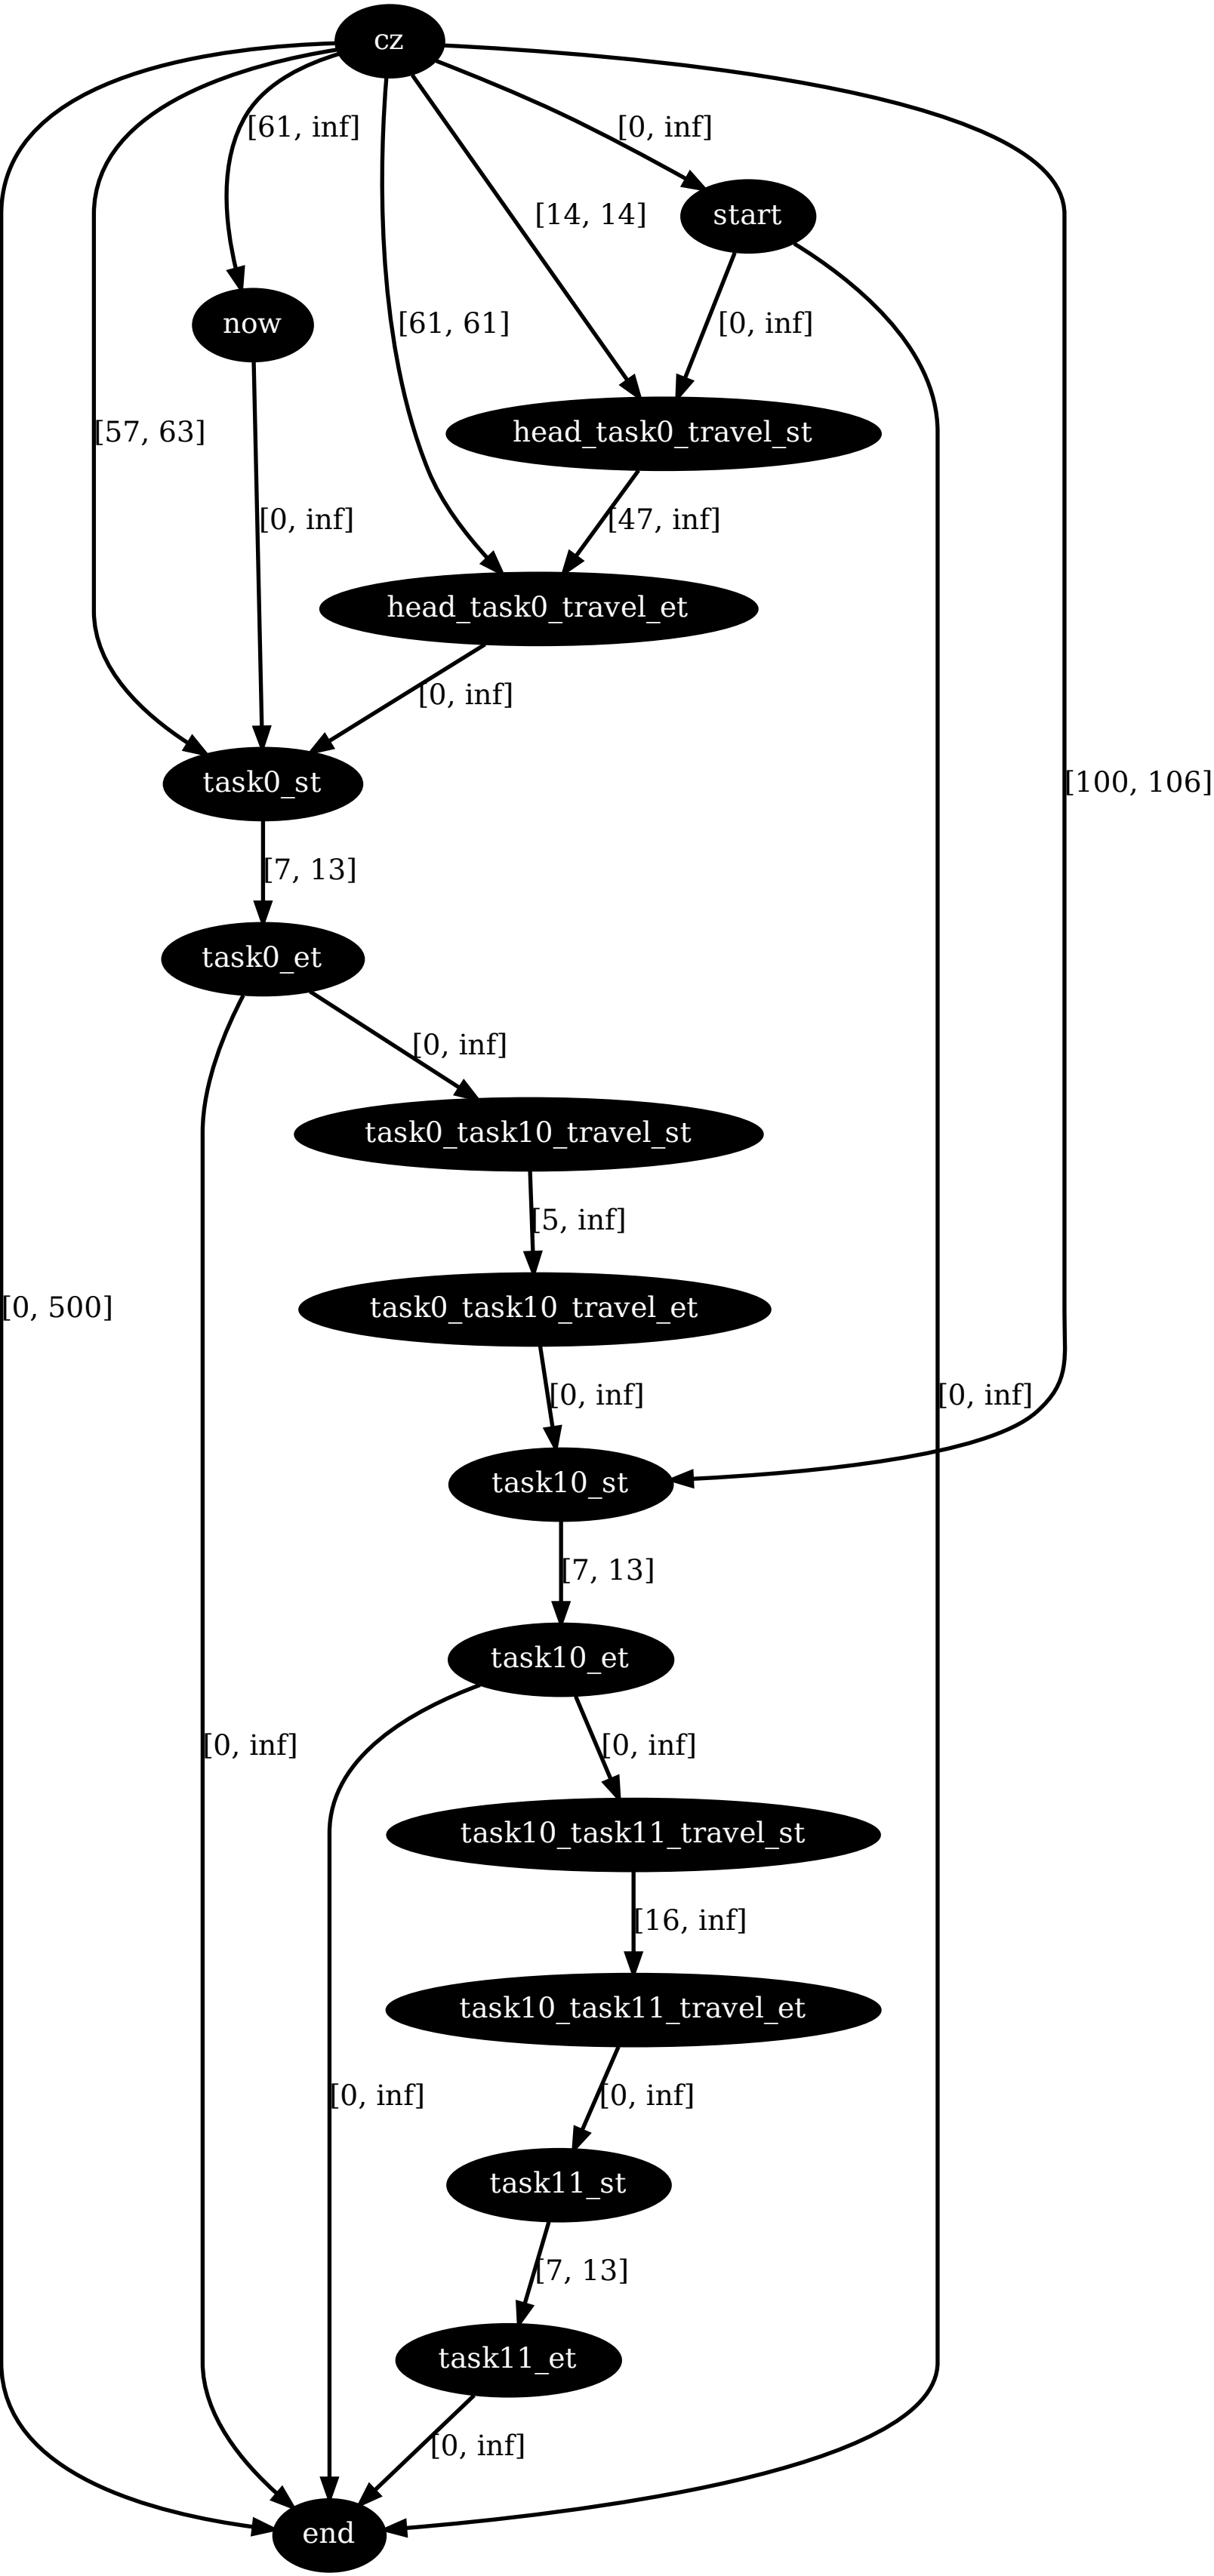 cz
[61, inf]
[0, inf]
[14, 14]
start
now
[61, 61]
[0, inf]
[57, 63]
head_task0_travel_st
[0, inf]
[47, inf]
head_task0_travel_et
[0, inf]
task0_st
[100, 106]
[7, 13]
task0_et
[0, inf]
task0_task10_travel_st
[5, inf]
[0, 500]
task0_task10_travel_et
[0, inf]
[0, inf]
task10_st
[7, 13]
task10_et
[0, inf]
[0, inf]
task10_task11_travel_st
[16, inf]
task10_task11_travel_et
[0, inf]
[0, inf]
task11_st
[7, 13]
task11_et
[0, inf]
end